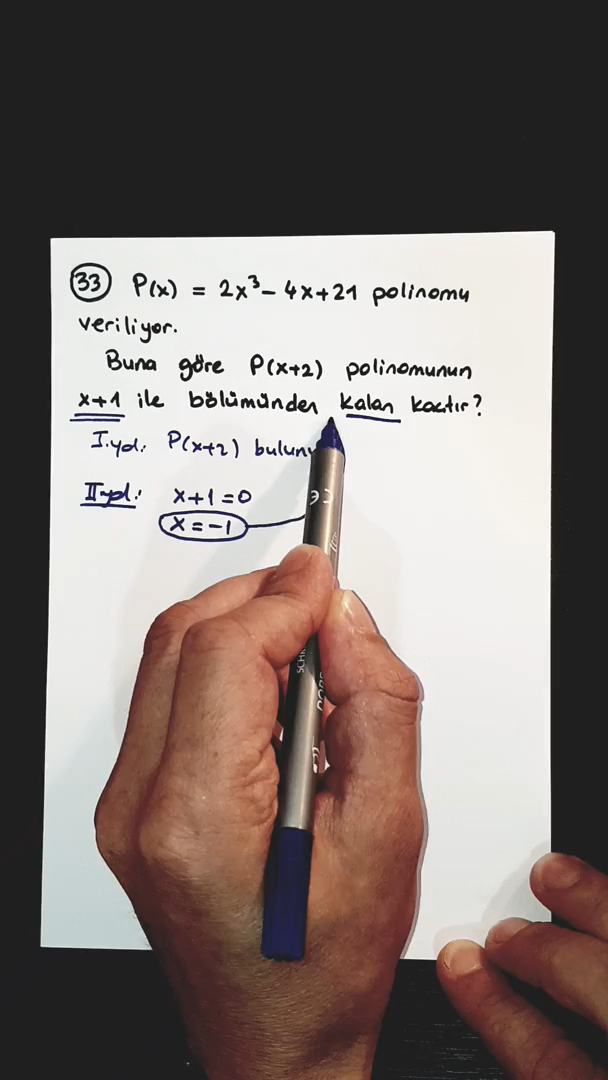 33 P(x) = 2x³ - 4x + 21 polinomu
veriliyor.
Buna göre P(x+2) polinomunun
x+1 ile bölümünden kalan kaçtır?
I.yol: P(x+2)
II.yol: x+1=0
x=-1